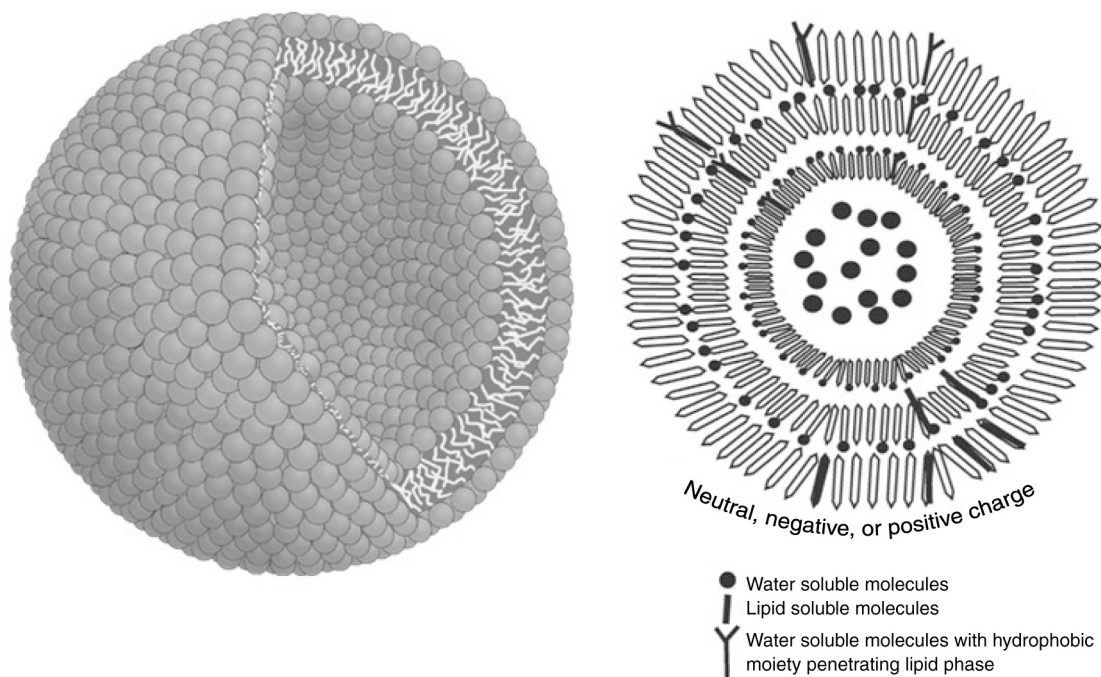 Neutral, negative, or positive charge
Water soluble molecules
Lipid soluble molecules
Water soluble molecules with hydrophobic
moiety penetrating lipid phase